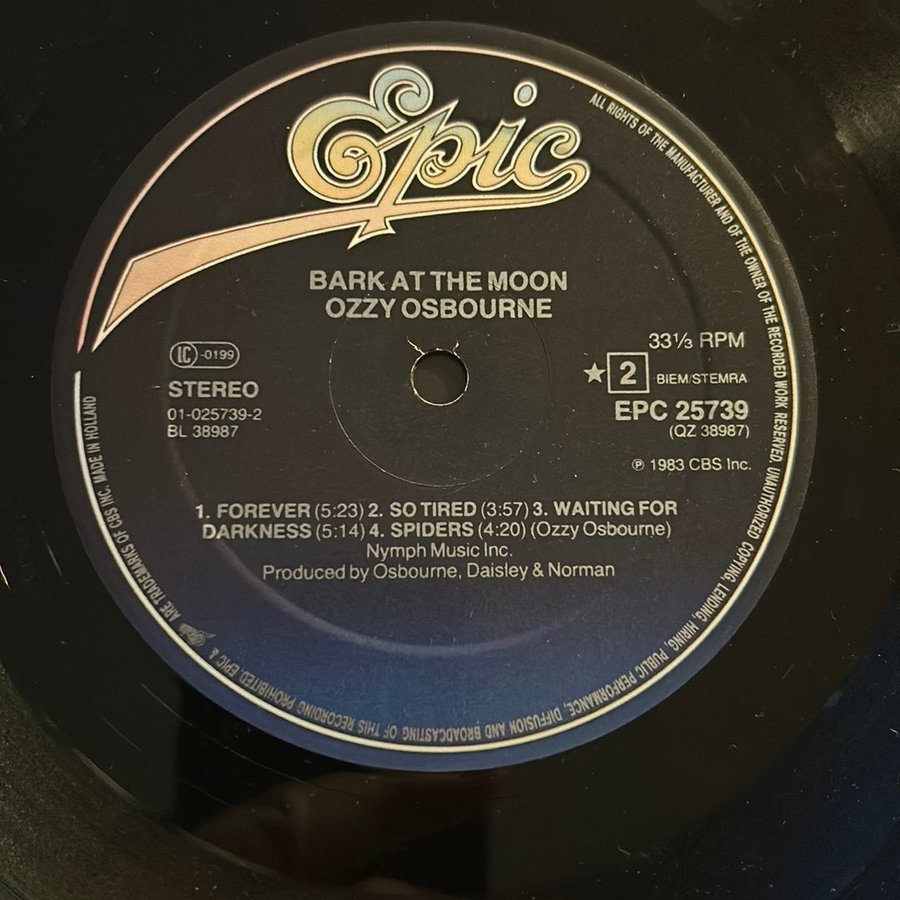 Epic
BARK AT THE MOON
OZZY OSBOURNE
LC -0199
STEREO
01-025739-2
BL 38987
33⅓ RPM
★ 2 BIEM/STEMRA
EPC 25739
(QZ 38987)
℗ 1983 CBS Inc.
1. FOREVER (5:23) 2. SO TIRED (3:57) 3. WAITING FOR
DARKNESS (5:14) 4. SPIDERS (4:20) (Ozzy Osbourne)
Nymph Music Inc.
Produced by Osbourne, Daisley & Norman
ALL RIGHTS OF THE MANUFACTURER AND OF THE OWNER OF THE RECORDED WORK RESERVED. UNAUTHORIZED COPYING, LENDING, HIRING, PUBLIC PERFORMANCE, DIFFUSION AND BROADCASTING OF THIS RECORDING PROHIBITED. EPIC & Epic ARE TRADEMARKS OF CBS INC. MADE IN HOLLAND